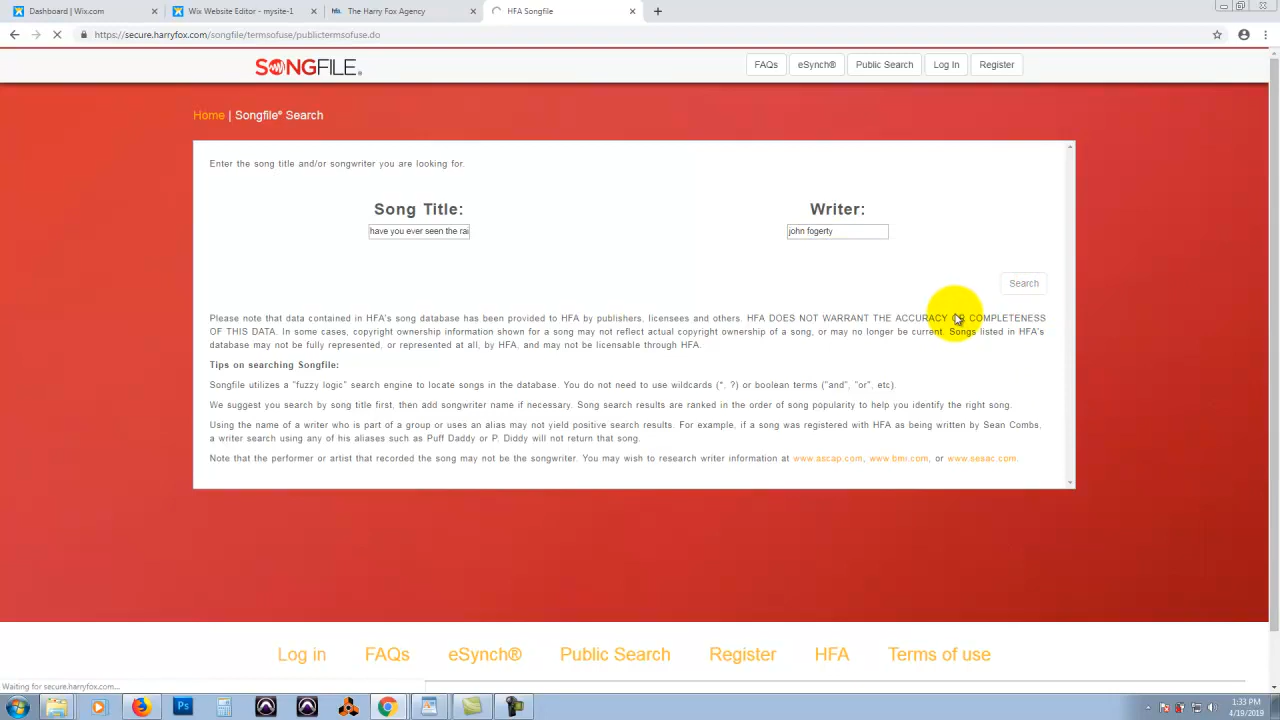 Dashboard | Wix.com
Wix Website Editor - mysite-1
The Harry Fox Agency
HFA Songfile
https://secure.harryfox.com/songfile/termsofuse/publictermsofuse.do
SONGFILE
FAQs
eSynch®
Public Search
Log In
Register
Home | Songfile® Search
Enter the song title and/or songwriter you are looking for.
Song Title:
Writer:
have you ever seen the rai
john fogerty
Search
Please note that data contained in HFA's song database has been provided to HFA by publishers, licensees and others. HFA DOES NOT WARRANT THE ACCURACY OR COMPLETENESS
OF THIS DATA. In some cases, copyright ownership information shown for a song may not reflect actual copyright ownership of a song, or may no longer be current. Songs listed in HFA's
database may not be fully represented, or represented at all, by HFA, and may not be licensable through HFA.
Tips on searching Songfile:
Songfile utilizes a "fuzzy logic" search engine to locate songs in the database. You do not need to use wildcards (*, ?) or boolean terms ("and", "or", etc).
We suggest you search by song title first, then add songwriter name if necessary. Song search results are ranked in the order of song popularity to help you identify the right song.
Using the name of a writer who is part of a group or uses an alias may not yield positive search results. For example, if a song was registered with HFA as being written by Sean Combs,
a writer search using any of his aliases such as Puff Daddy or P. Diddy will not return that song.
Note that the performer or artist that recorded the song may not be the songwriter. You may wish to research writer information at www.ascap.com, www.bmi.com, or www.sesac.com.
Log in
FAQs
eSynch®
Public Search
Register
HFA
Terms of use
Waiting for secure.harryfox.com...
1:33 PM
4/19/2019